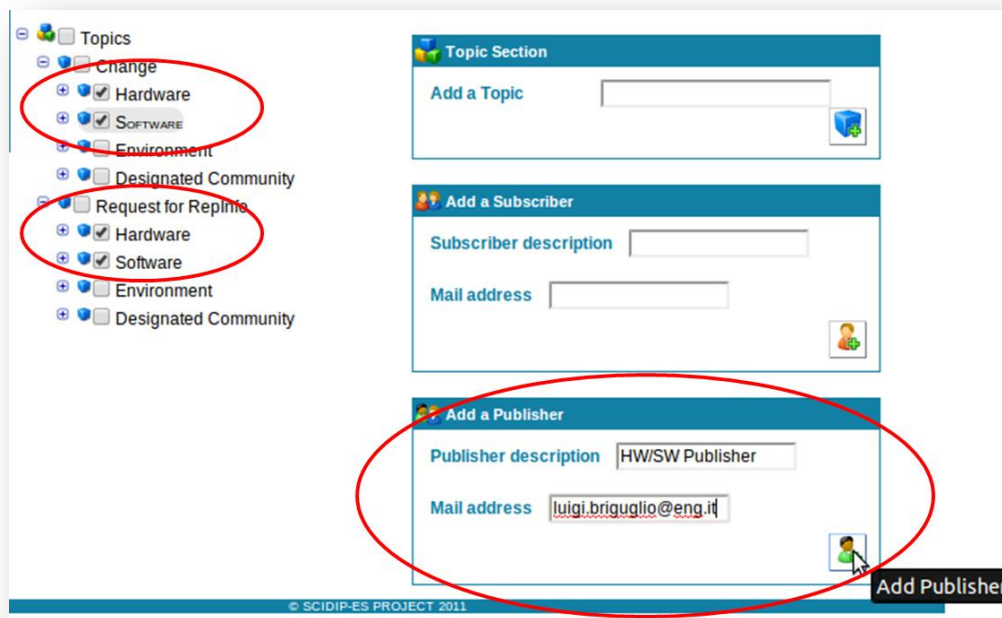 Topics
Change
Hardware
Software
Environment
Designated Community
Request for RepInfo
Hardware
Software
Environment
Designated Community
Topic Section
Add a Topic
Add a Subscriber
Subscriber description
Mail address
Add a Publisher
Publisher description HW/SW Publisher
Mail address luigi.briguglio@eng.it
Add Publisher
© SCIDIP-ES PROJECT 2011